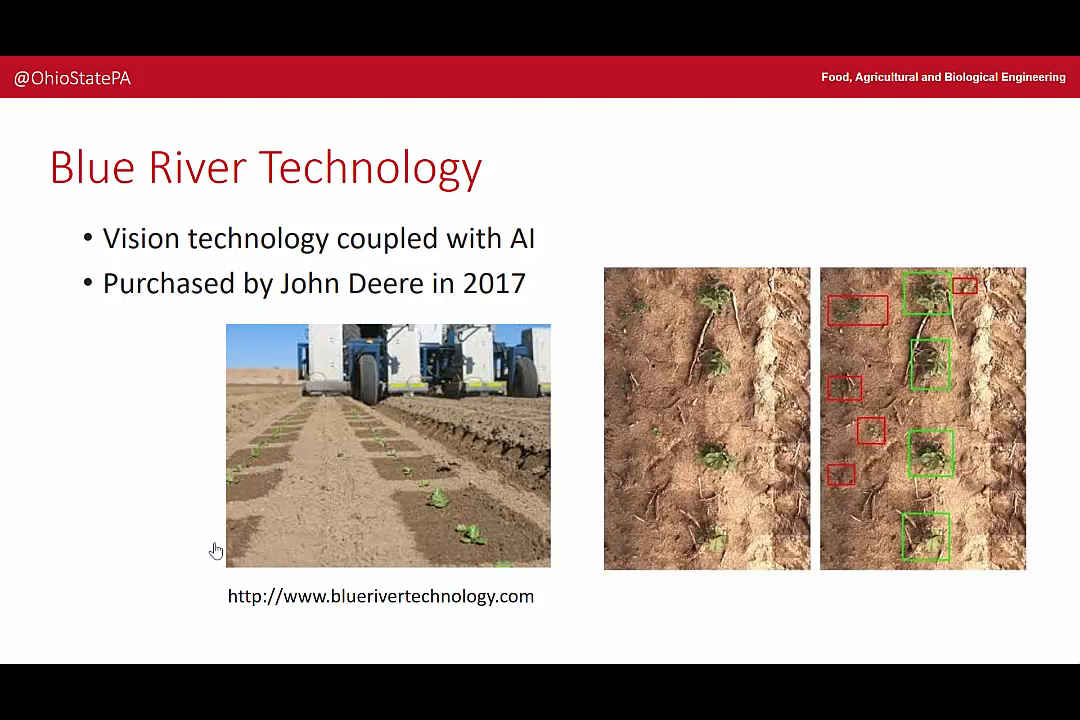 @OhioStatePA
Food, Agricultural and Biological Engineering
Blue River Technology
• Vision technology coupled with AI
• Purchased by John Deere in 2017
http://www.bluerivertechnology.com